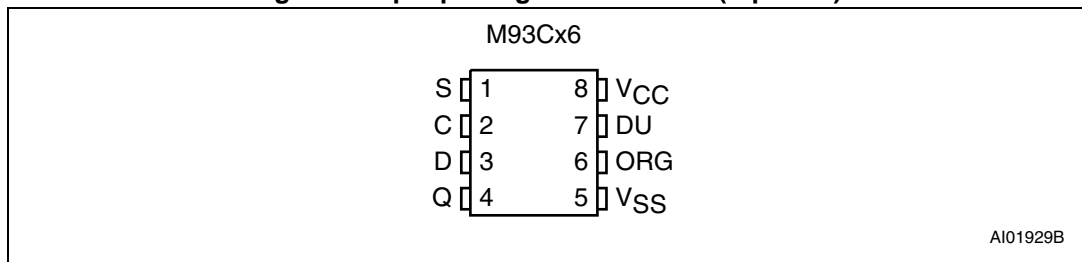 M93Cx6
S 1 8 VCC
C 2 7 DU
D 3 6 ORG
Q 4 5 VSS
AI01929B